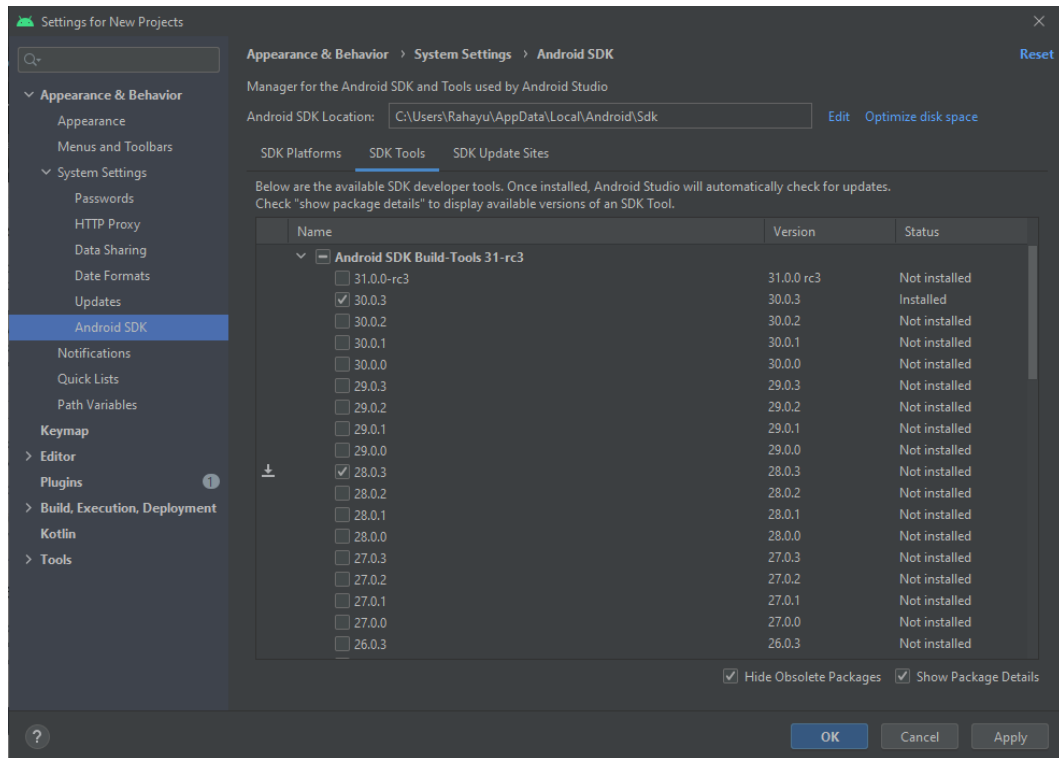 Settings for New Projects
Appearance & Behavior
Appearance
Menus and Toolbars
System Settings
Passwords
HTTP Proxy
Data Sharing
Date Formats
Updates
Android SDK
Notifications
Quick Lists
Path Variables
Keymap
Editor
Plugins 1
Build, Execution, Deployment
Kotlin
Tools
Appearance & Behavior › System Settings › Android SDK Reset
Manager for the Android SDK and Tools used by Android Studio
Android SDK Location: C:\Users\Rahayu\AppData\Local\Android\Sdk Edit Optimize disk space
SDK Platforms SDK Tools SDK Update Sites
Below are the available SDK developer tools. Once installed, Android Studio will automatically check for updates.
Check "show package details" to display available versions of an SDK Tool.
Name Version Status
Android SDK Build-Tools 31-rc3
31.0.0-rc3 31.0.0 rc3 Not installed
30.0.3 30.0.3 Installed
30.0.2 30.0.2 Not installed
30.0.1 30.0.1 Not installed
30.0.0 30.0.0 Not installed
29.0.3 29.0.3 Not installed
29.0.2 29.0.2 Not installed
29.0.1 29.0.1 Not installed
29.0.0 29.0.0 Not installed
28.0.3 28.0.3 Not installed
28.0.2 28.0.2 Not installed
28.0.1 28.0.1 Not installed
28.0.0 28.0.0 Not installed
27.0.3 27.0.3 Not installed
27.0.2 27.0.2 Not installed
27.0.1 27.0.1 Not installed
27.0.0 27.0.0 Not installed
26.0.3 26.0.3 Not installed
Hide Obsolete Packages Show Package Details
? OK Cancel Apply